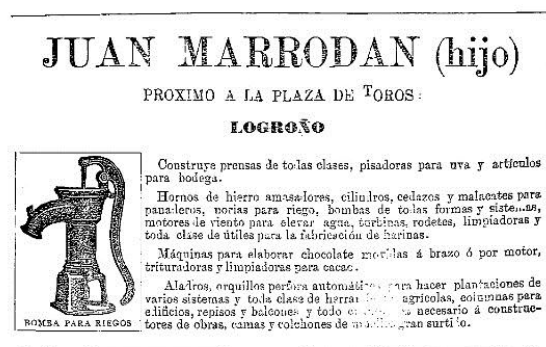 JUAN MARRODAN (hijo)
PROXIMO A LA PLAZA DE TOROS:
LOGROÑO
Construye prensas de todas clases, pisadoras para uva y artículos
para bodega.
Hornos de hierro amasadores, cilindros, cedazos y malacates para
panaderos, norias para riego, bombas de todas formas y sistemas,
motores de viento para elevar agua, turbinas, rodetes, limpiadoras y
toda clase de útiles para la fabricación de harinas.
Máquinas para elaborar chocolate movidas á brazo ó por motor,
trituradoras y limpiadoras para cacao.
Alad​ros, orquillos perfora automáticos para hacer plantaciones de
varios sistemas y toda clase de agrícolas, columnas para
edificios, repisos y balcones y todo necesario á construc-
tores de obras, camas y colchones de gran surtido.
BOMBA PARA RIEGOS